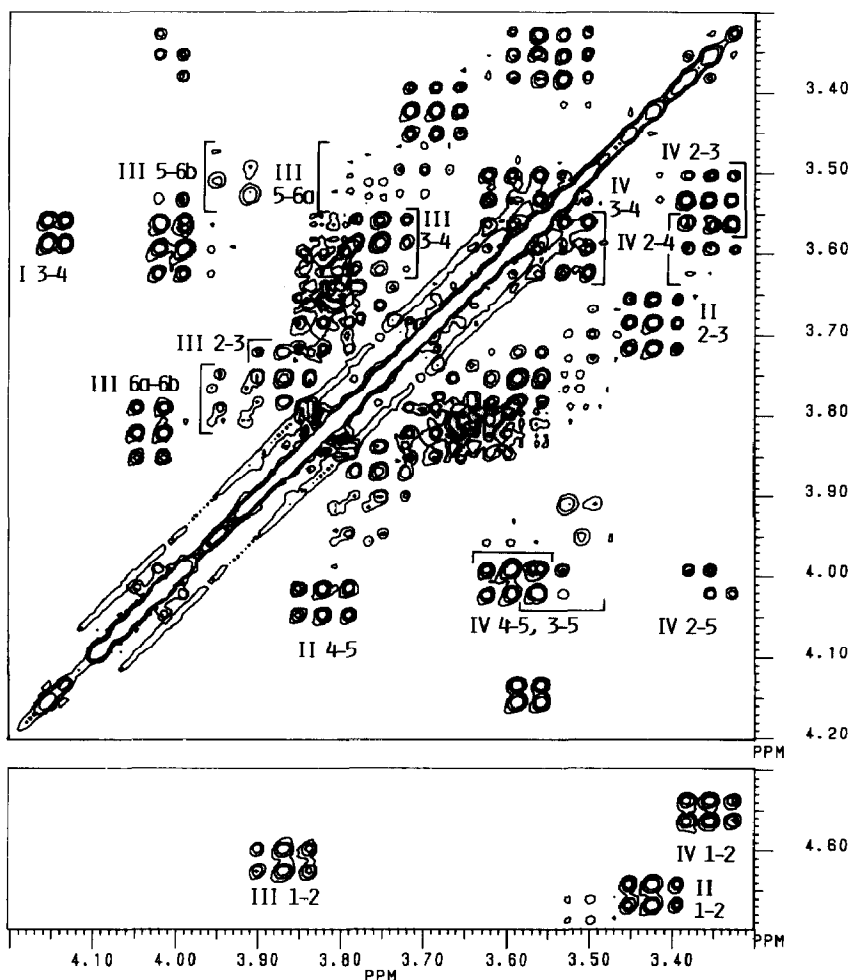 3.40
III 5-6b
III
5-6a
IV 2-3
3.50
IV
3-4
III
3-4
IV 2-4
I 3-4
3.60
II
2-3
III 2-3
3.70
III 6a-6b
3.80
3.90
4.00
II 4-5
IV 4-5, 3-5
IV 2-5
4.10
4.20
PPM
4.60
IV 1-2
III 1-2
II
1-2
PPM
4.10 4.00 3.90 3.80 3.70 3.60 3.50 3.40
PPM